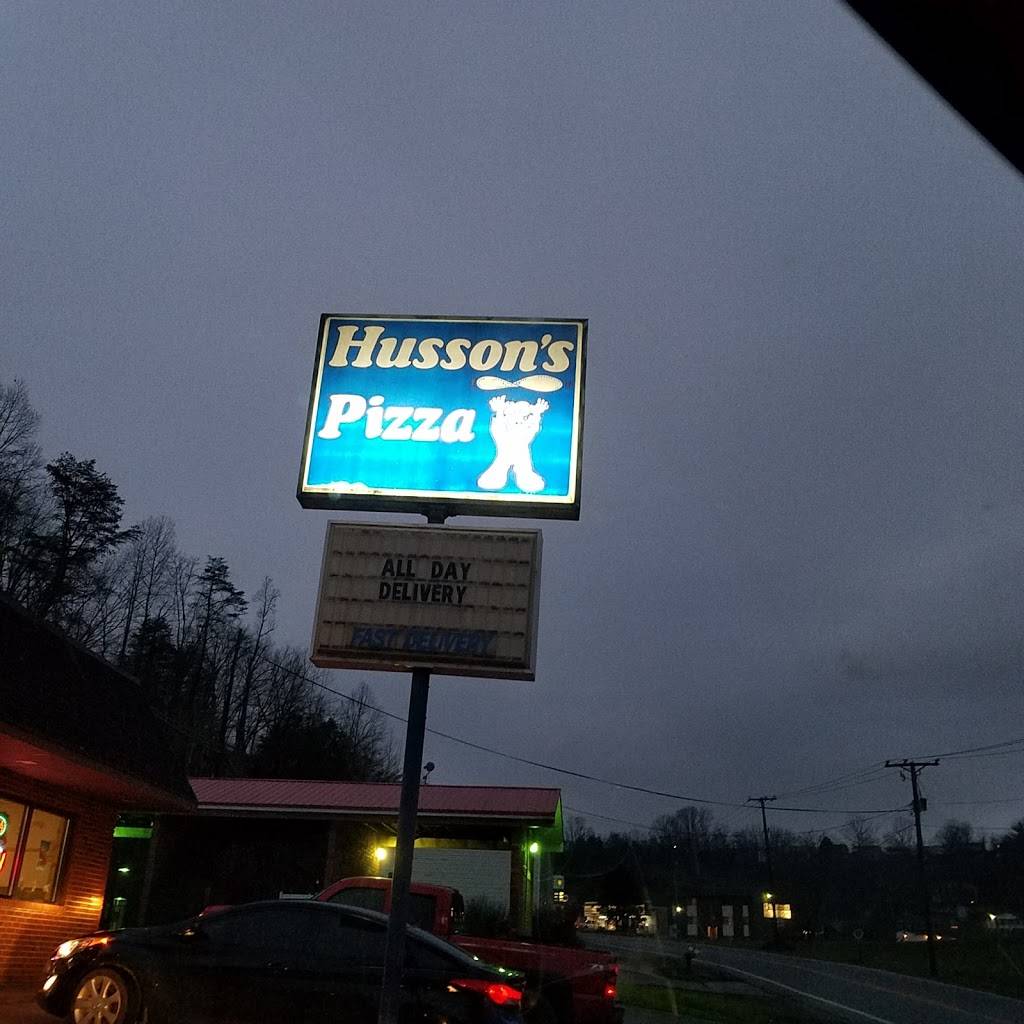 Husson's
Pizza
ALL DAY
DELIVERY
FAST DELIVERY